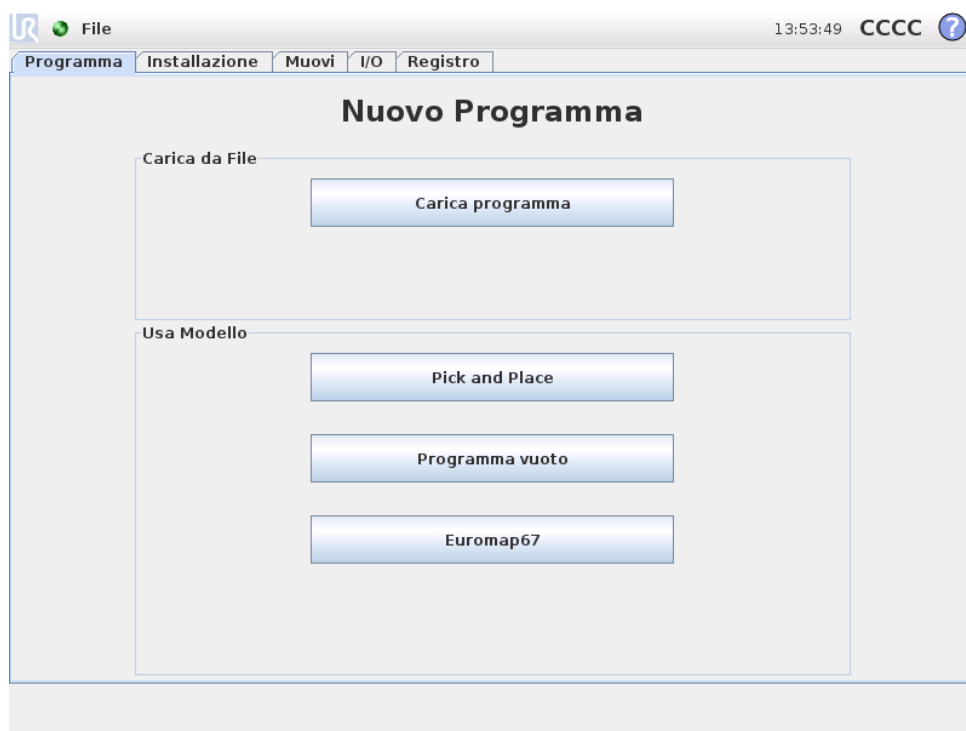 UR File 13:53:49 CCCC ?
Programma Installazione Muovi I/O Registro
Nuovo Programma
Carica da File
Carica programma
Usa Modello
Pick and Place
Programma vuoto
Euromap67